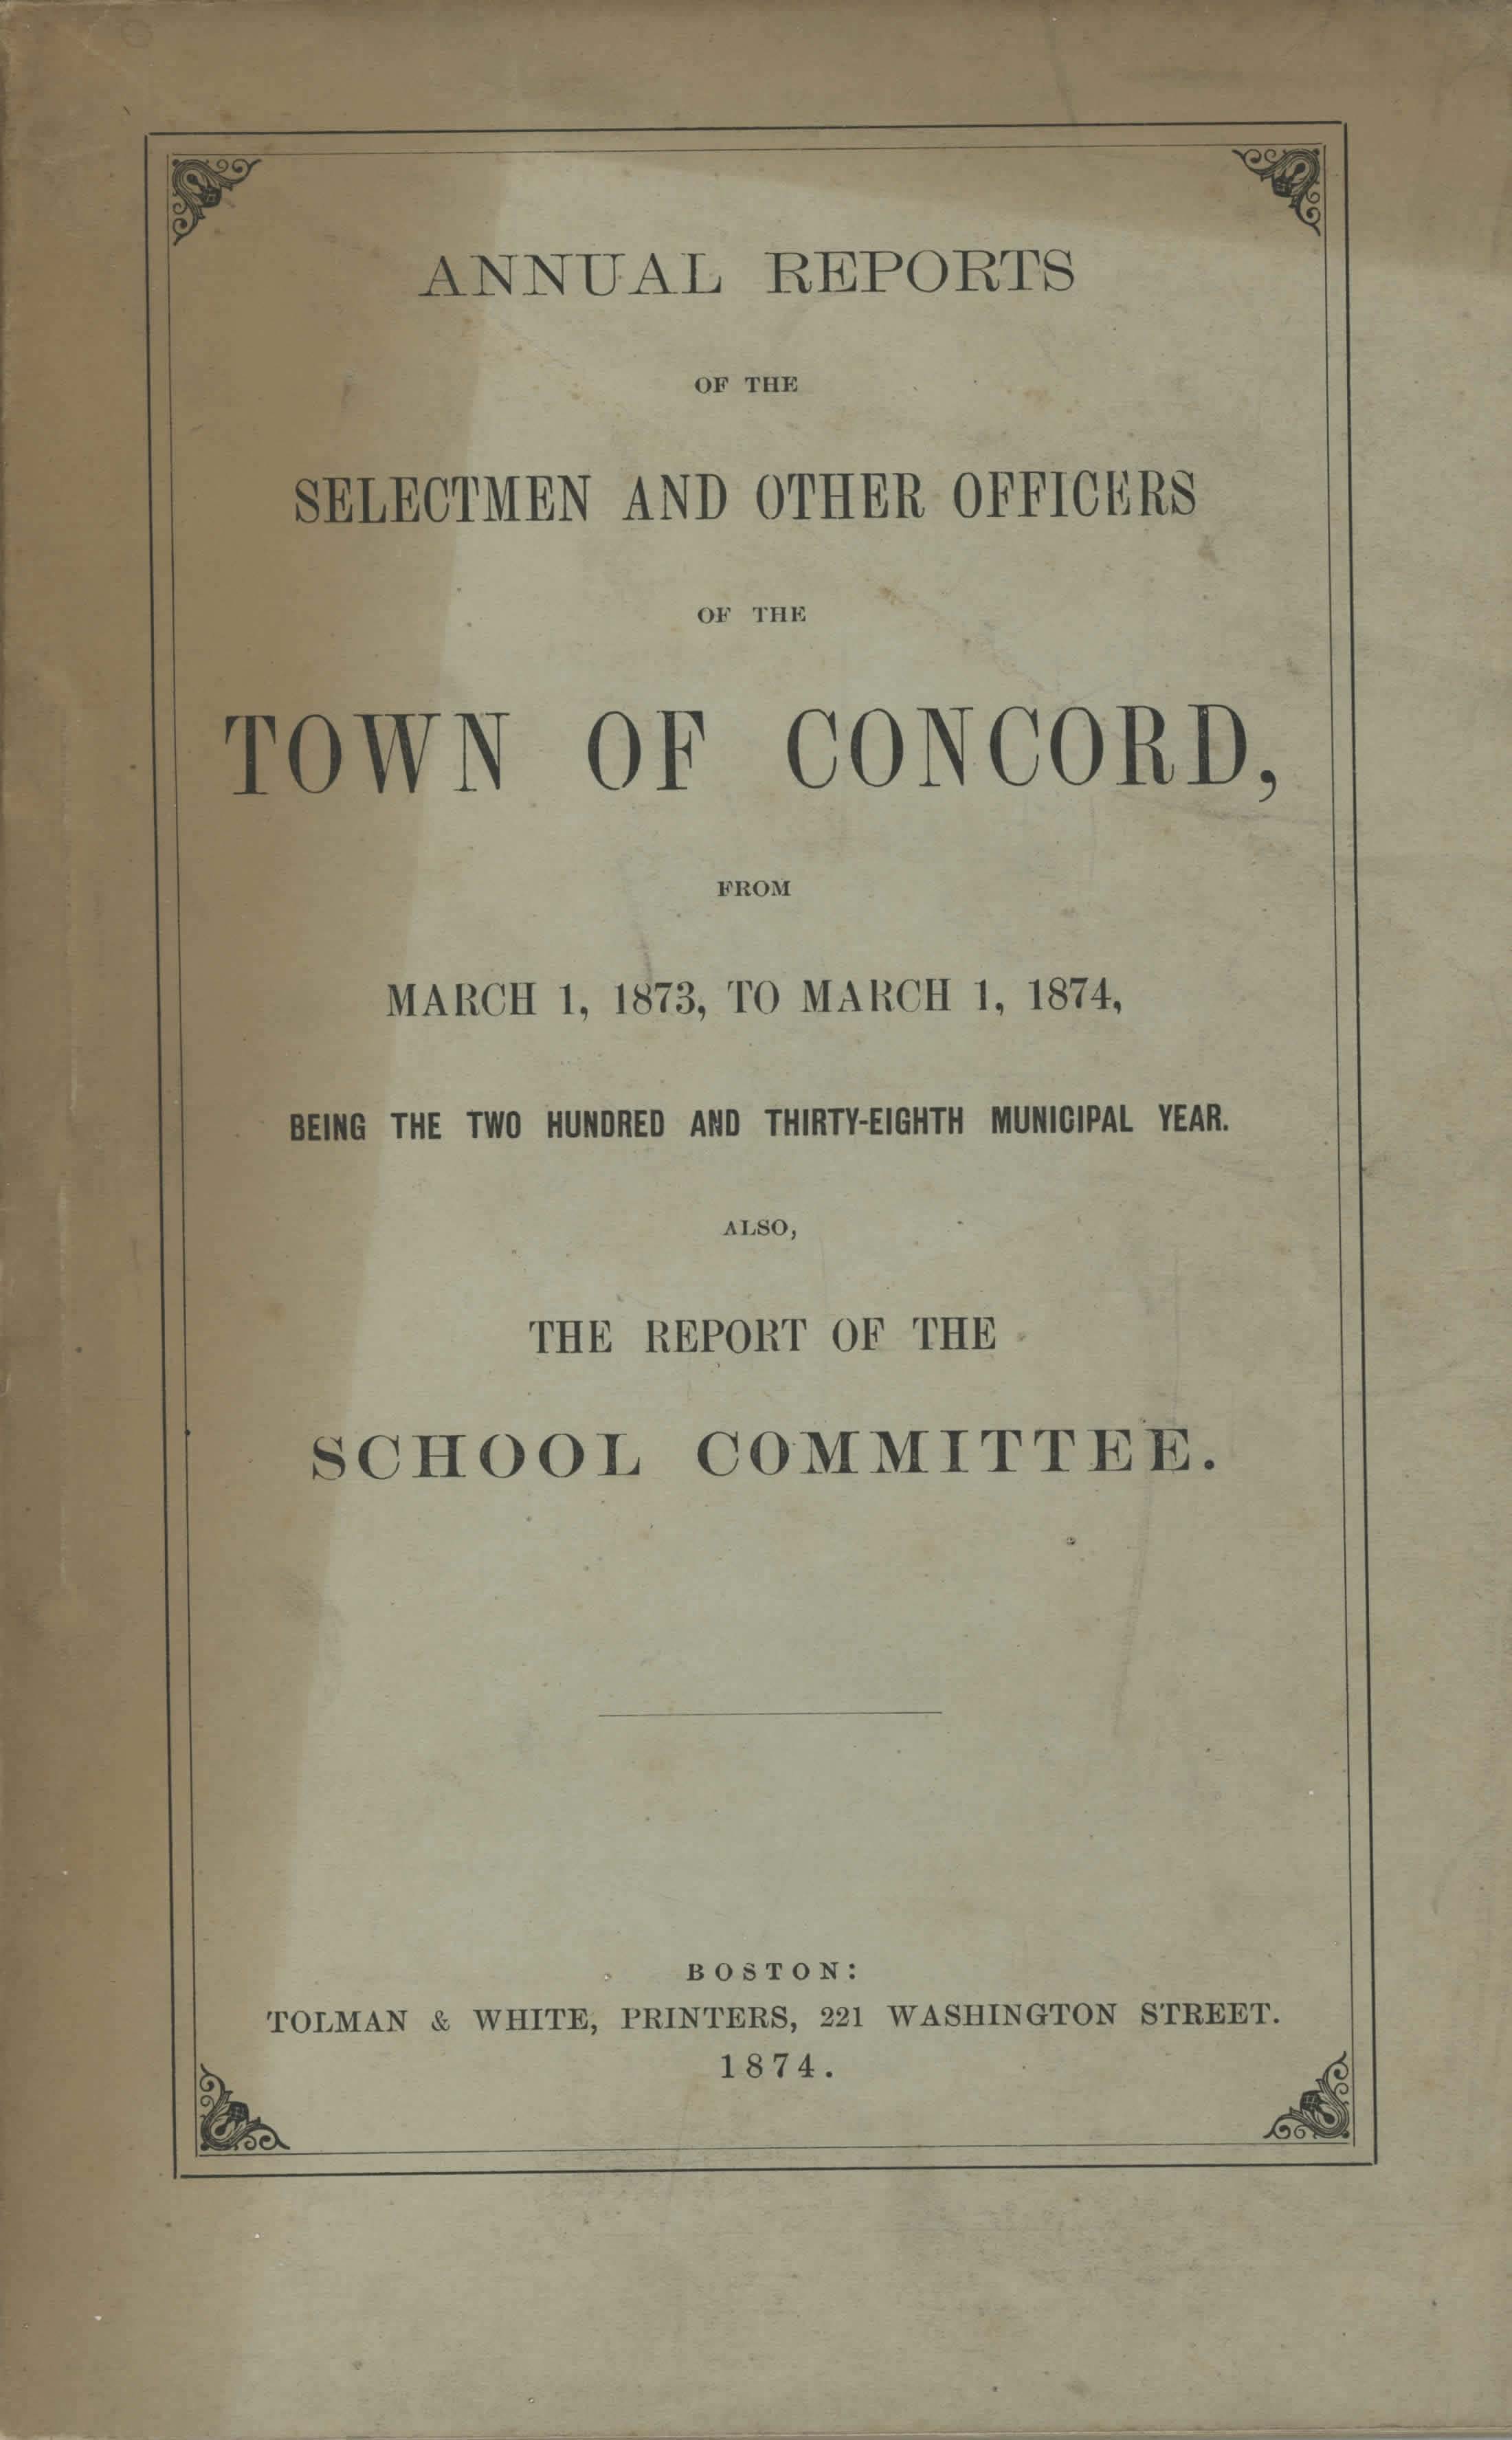 ANNUAL REPORTS
OF THE
SELECTMEN AND OTHER OFFICERS
OF THE
TOWN OF CONCORD,
FROM
MARCH 1, 1873, TO MARCH 1, 1874,
BEING THE TWO HUNDRED AND THIRTY-EIGHTH MUNICIPAL YEAR.
ALSO,
THE REPORT OF THE
SCHOOL COMMITTEE.
BOSTON:
TOLMAN & WHITE, PRINTERS, 221 WASHINGTON STREET.
1874.